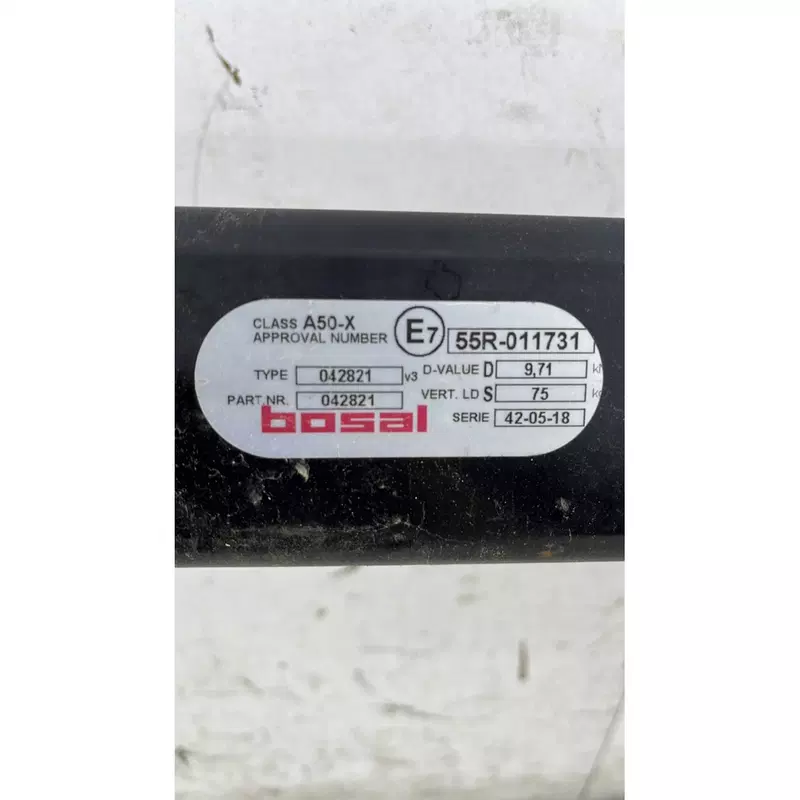 CLASS A50-X
APPROVAL NUMBER E7 55R-011731
TYPE 042821 v3 D-VALUE D 9,71
PART NR. 042821 VERT. LD S 75
bosal SERIE 42-05-18